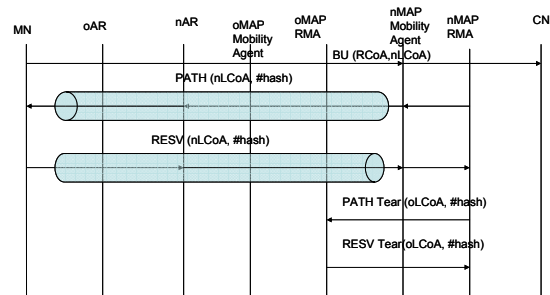 MN
oAR
nAR
oMAP
Mobility
Agent
oMAP
RMA
nMAP
Mobility
Agent
nMAP
RMA
CN
BU (RCoA,nLCoA)
PATH (nLCoA, #hash)
RESV (nLCoA, #hash)
PATH Tear (oLCoA, #hash)
RESV Tear(oLCoA, #hash)